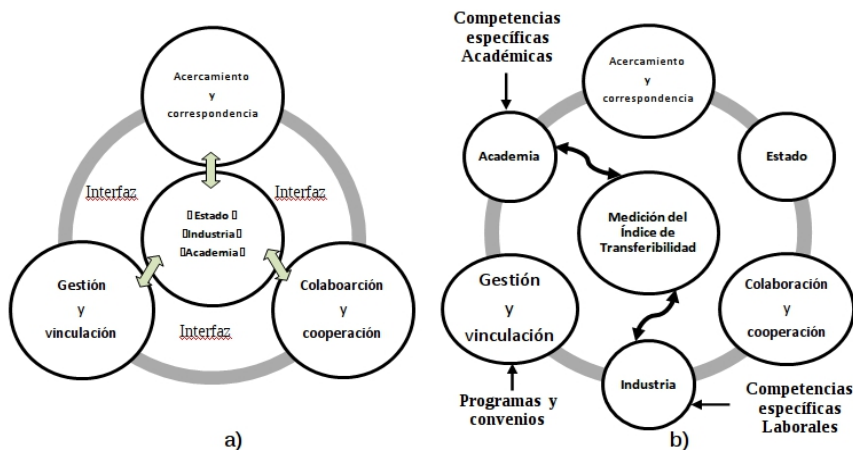 Acercamiento
y
correspondencia
Interfaz
Interfaz
Estado
Industria
Academia
Gestión
y
vinculación
Colaboarción
y
cooperación
Interfaz
a)
Competencias
específicas
Académicas
Acercamiento
y
correspondencia
Academia
Estado
Medición del
Índice de
Transferibilidad
Gestión
y
vinculación
Colaboración
y
cooperación
Industria
Programas y
convenios
Competencias
específicas
Laborales
b)